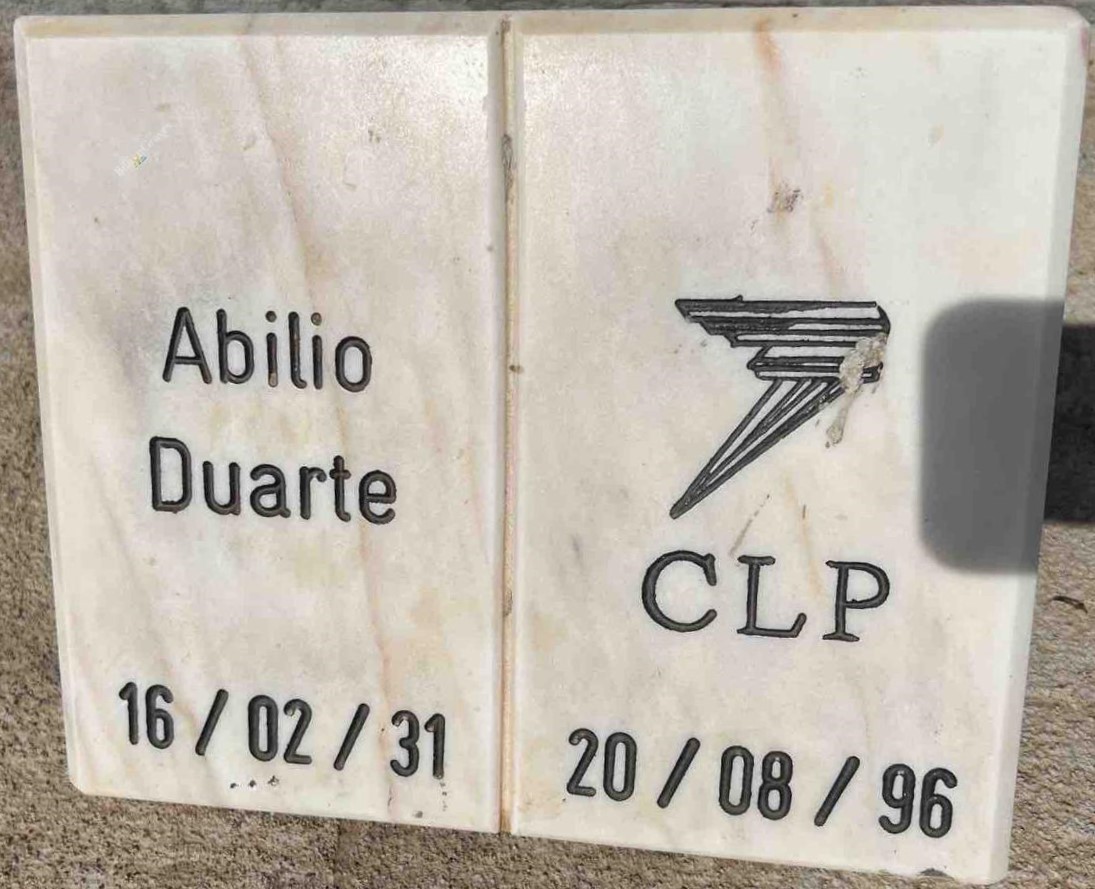 Abilio
Duarte
16 / 02 / 31
CLP
20 / 08 / 96